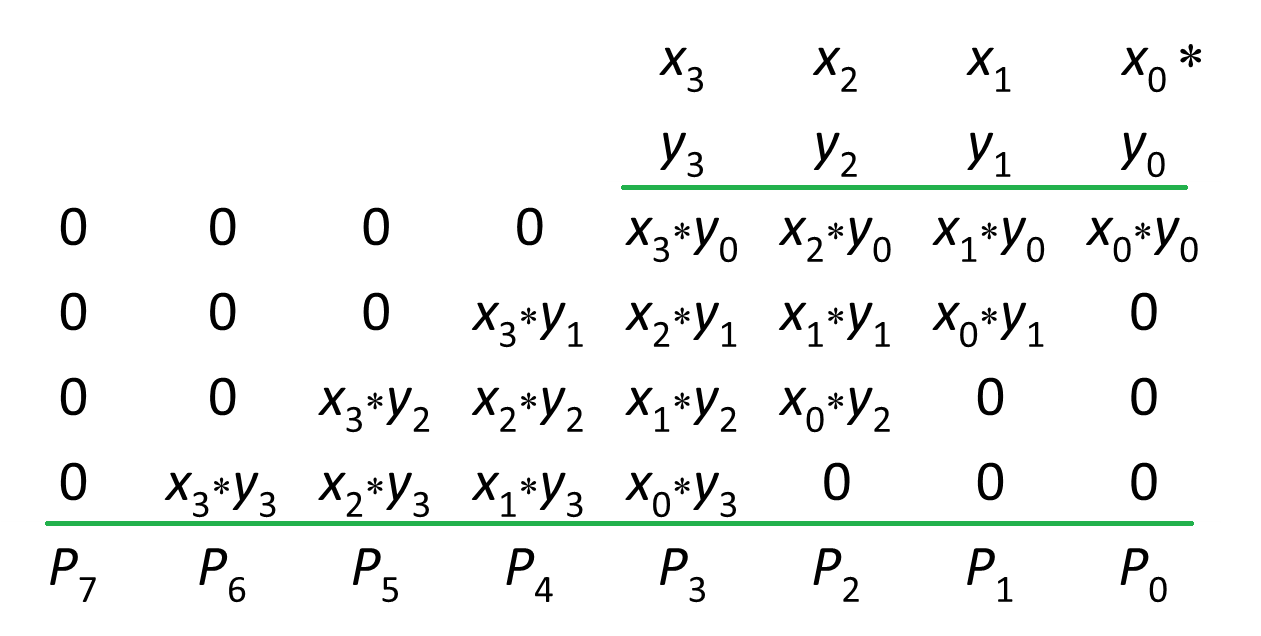 x₃ x₂ x₁ x₀ *
y₃ y₂ y₁ y₀
0 0 0 0 x₃*y₀ x₂*y₀ x₁*y₀ x₀*y₀
0 0 0 x₃*y₁ x₂*y₁ x₁*y₁ x₀*y₁ 0
0 0 x₃*y₂ x₂*y₂ x₁*y₂ x₀*y₂ 0 0
0 x₃*y₃ x₂*y₃ x₁*y₃ x₀*y₃ 0 0 0
P₇ P₆ P₅ P₄ P₃ P₂ P₁ P₀